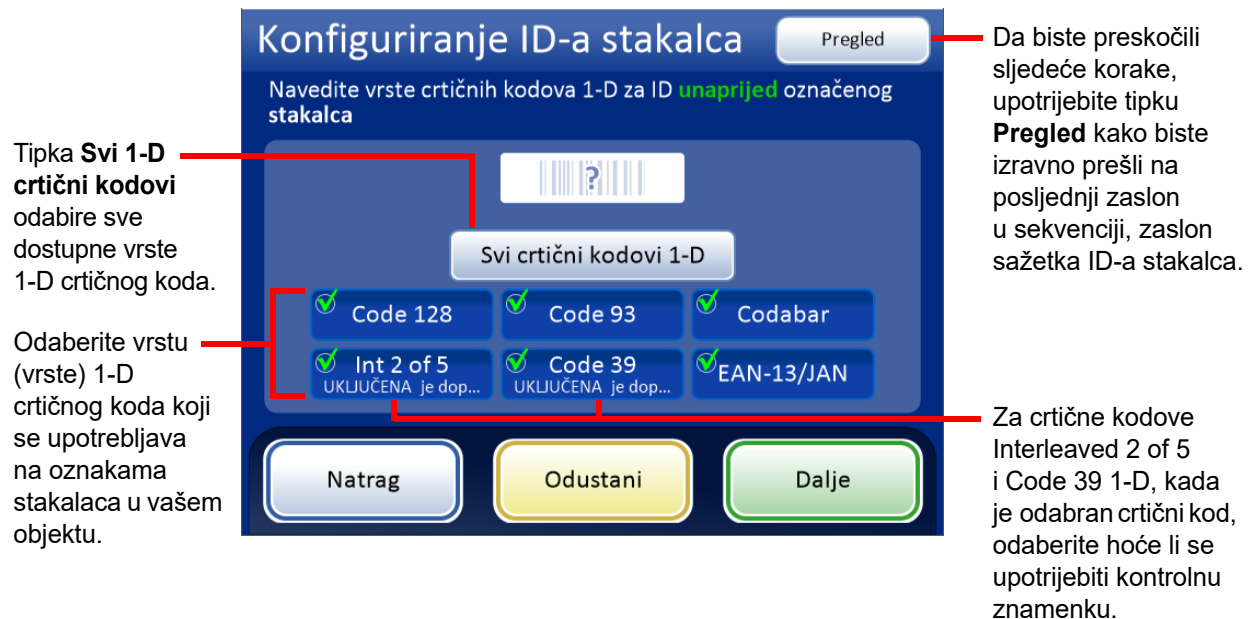 Konfiguriranje ID-a stakalca
Pregled
Navedite vrste crtičnih kodova 1-D za ID unaprijed označenog
stakalca
?
Svi crtični kodovi 1-D
Code 128
Code 93
Codabar
Int 2 of 5
UKLJUČENA je dop...
Code 39
UKLJUČENA je dop...
EAN-13/JAN
Natrag
Odustani
Dalje
Tipka Svi 1-D
crtični kodovi
odabire sve
dostupne vrste
1-D crtičnog koda.
Odaberite vrstu
(vrste) 1-D
crtičnog koda koji
se upotrebljava
na oznakama
stakalaca u vašem
objektu.
Da biste preskočili
sljedeće korake,
upotrijebite tipku
Pregled kako biste
izravno prešli na
posljednji zaslon
u sekvenciji, zaslon
sažetka ID-a stakalca.
Za crtične kodove
Interleaved 2 of 5
i Code 39 1-D, kada
je odabran crtični kod,
odaberite hoće li se
upotrijebiti kontrolnu
znamenku.